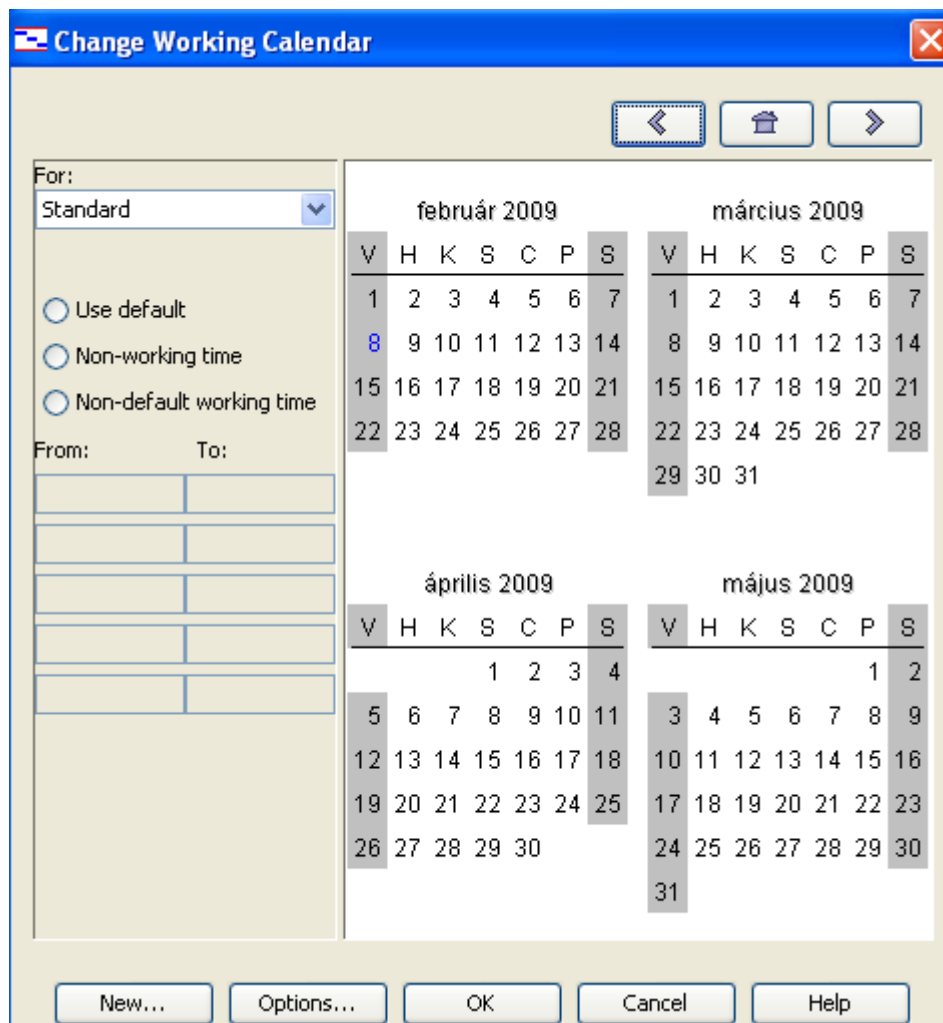 Change Working Calendar
For:
Standard
Use default
Non-working time
Non-default working time
From: To:
február 2009
V H K S C P S
1 2 3 4 5 6 7
8 9 10 11 12 13 14
15 16 17 18 19 20 21
22 23 24 25 26 27 28
március 2009
V H K S C P S
1 2 3 4 5 6 7
8 9 10 11 12 13 14
15 16 17 18 19 20 21
22 23 24 25 26 27 28
29 30 31
április 2009
V H K S C P S
1 2 3 4
5 6 7 8 9 10 11
12 13 14 15 16 17 18
19 20 21 22 23 24 25
26 27 28 29 30
május 2009
V H K S C P S
1 2
3 4 5 6 7 8 9
10 11 12 13 14 15 16
17 18 19 20 21 22 23
24 25 26 27 28 29 30
31
New... Options... OK Cancel Help